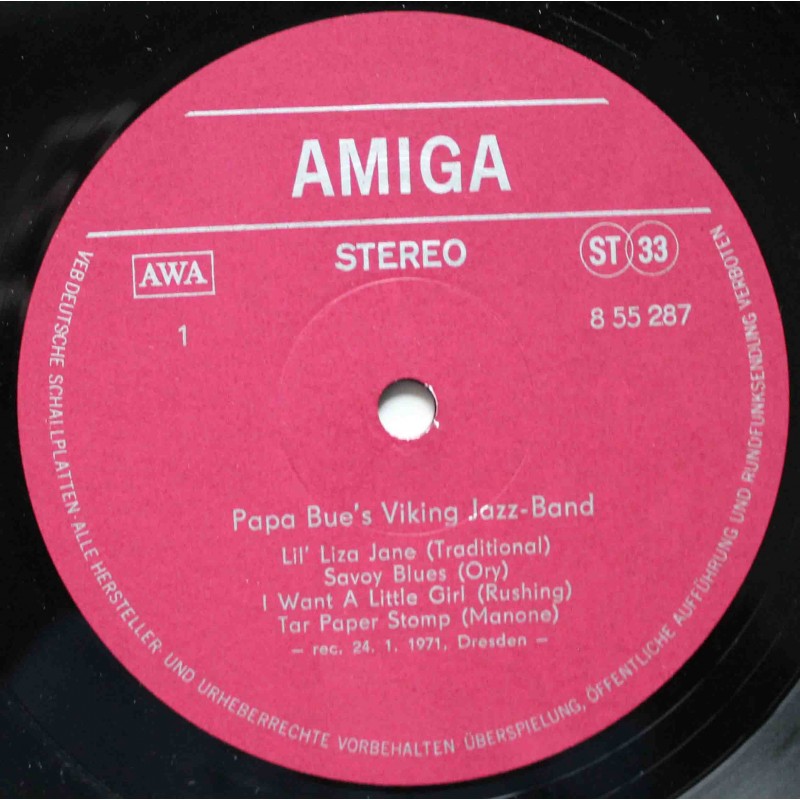 AMIGA
STEREO
AWA
ST 33
1
8 55 287
Papa Bue's Viking Jazz-Band
Lil' Liza Jane (Traditional)
Savoy Blues (Ory)
I Want A Little Girl (Rushing)
Tar Paper Stomp (Manone)
— rec. 24. 1. 1971, Dresden —
VEB DEUTSCHE SCHALLPLATTEN · ALLE HERSTELLER- UND URHEBERRECHTE VORBEHALTEN ÜBERSPIELUNG, ÖFFENTLICHE AUFFÜHRUNG UND RUNDFUNKSENDUNG VERBOTEN